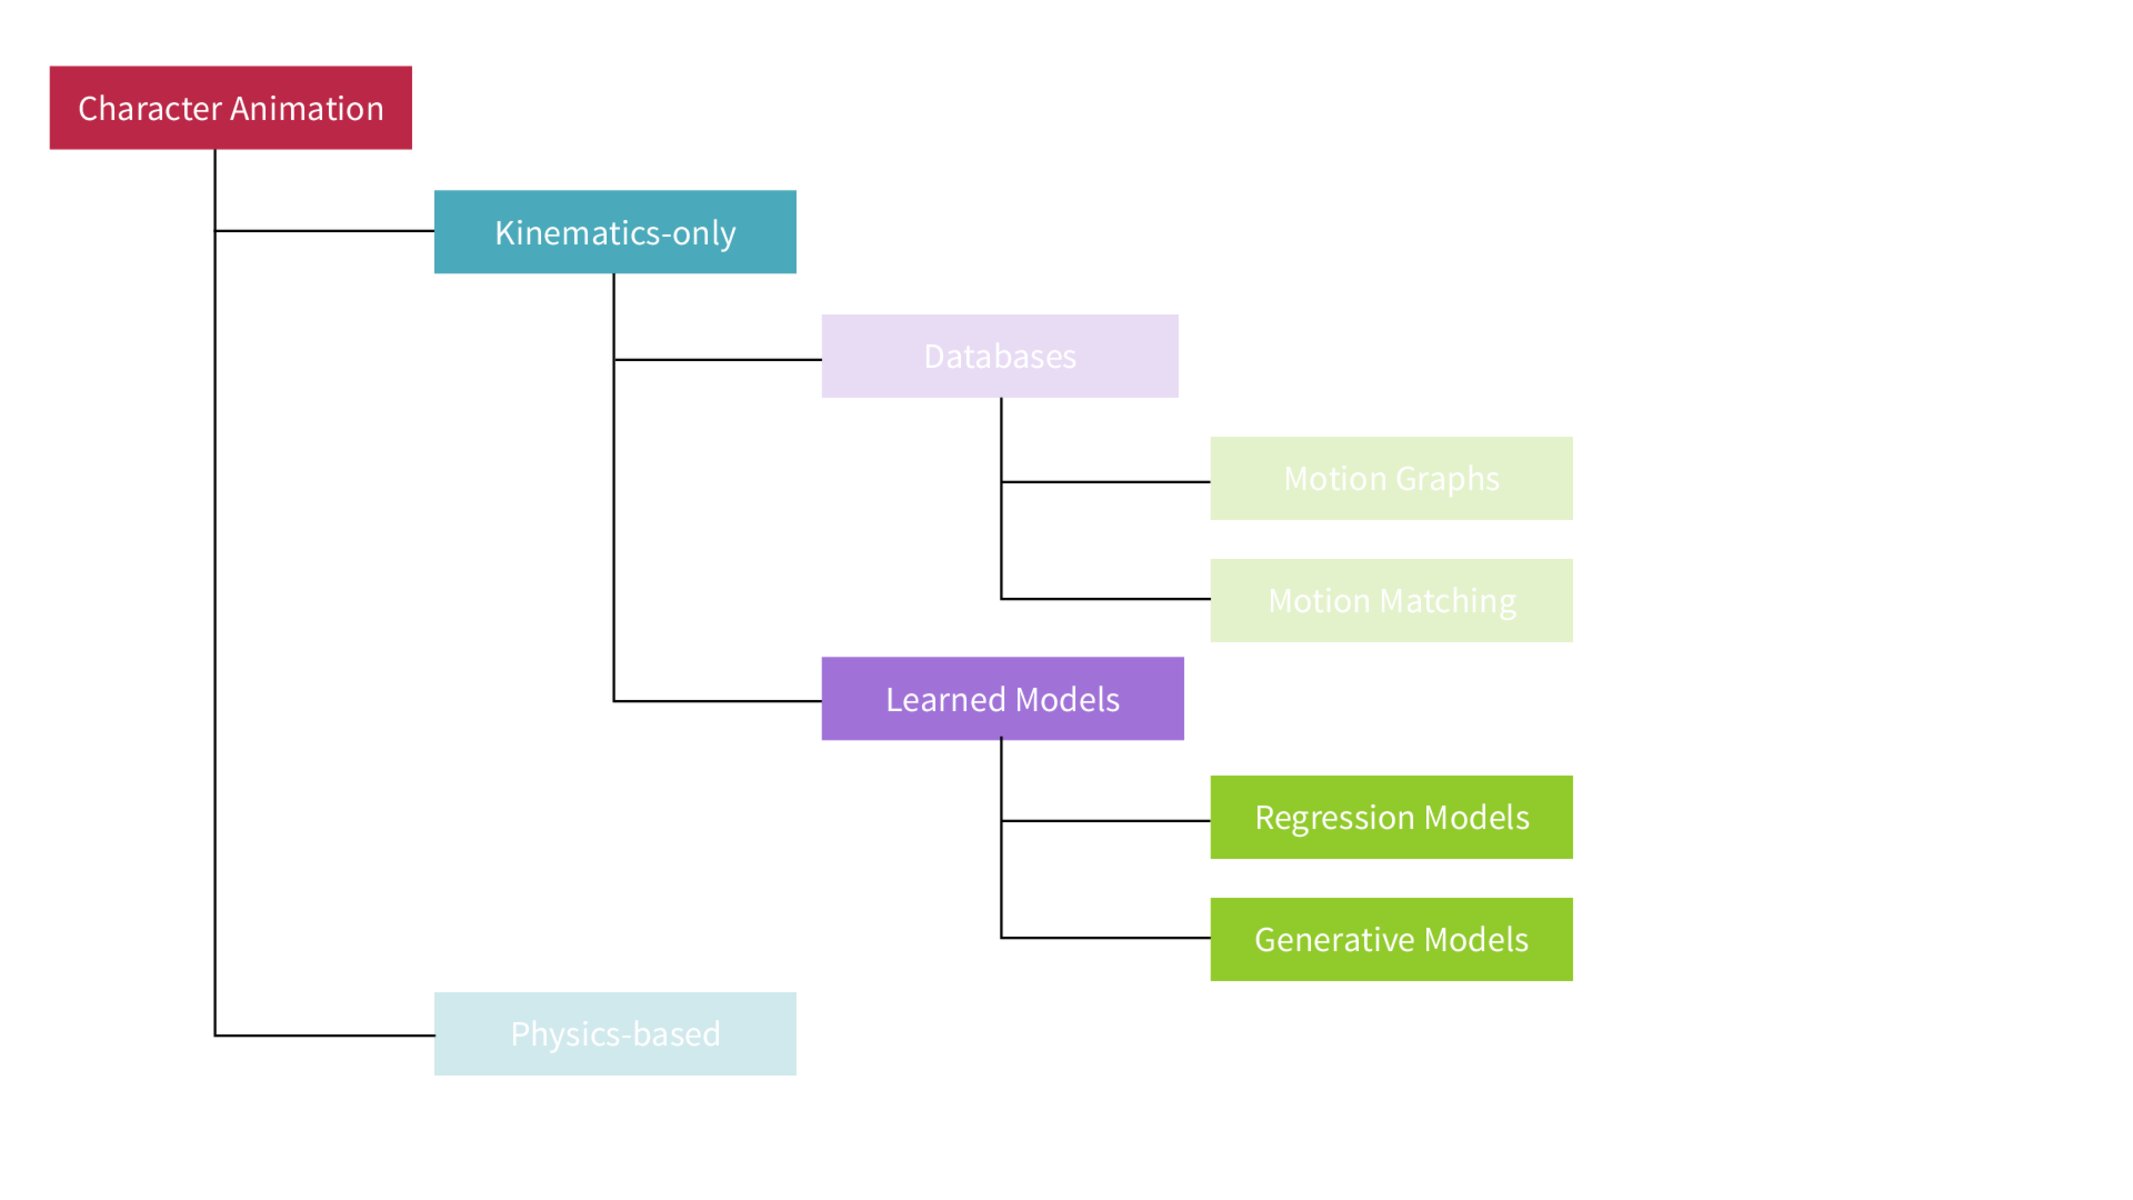 Character Animation
Kinematics-only
Databases
Motion Graphs
Motion Matching
Learned Models
Regression Models
Generative Models
Physics-based